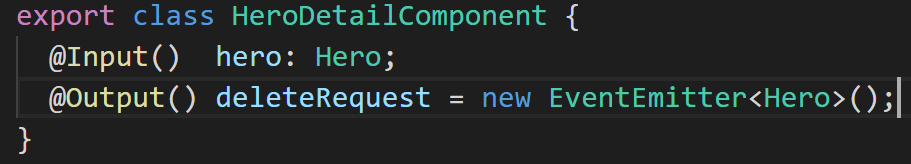 export class HeroDetailComponent {
  @Input()  hero: Hero;
  @Output() deleteRequest = new EventEmitter<Hero>();
}